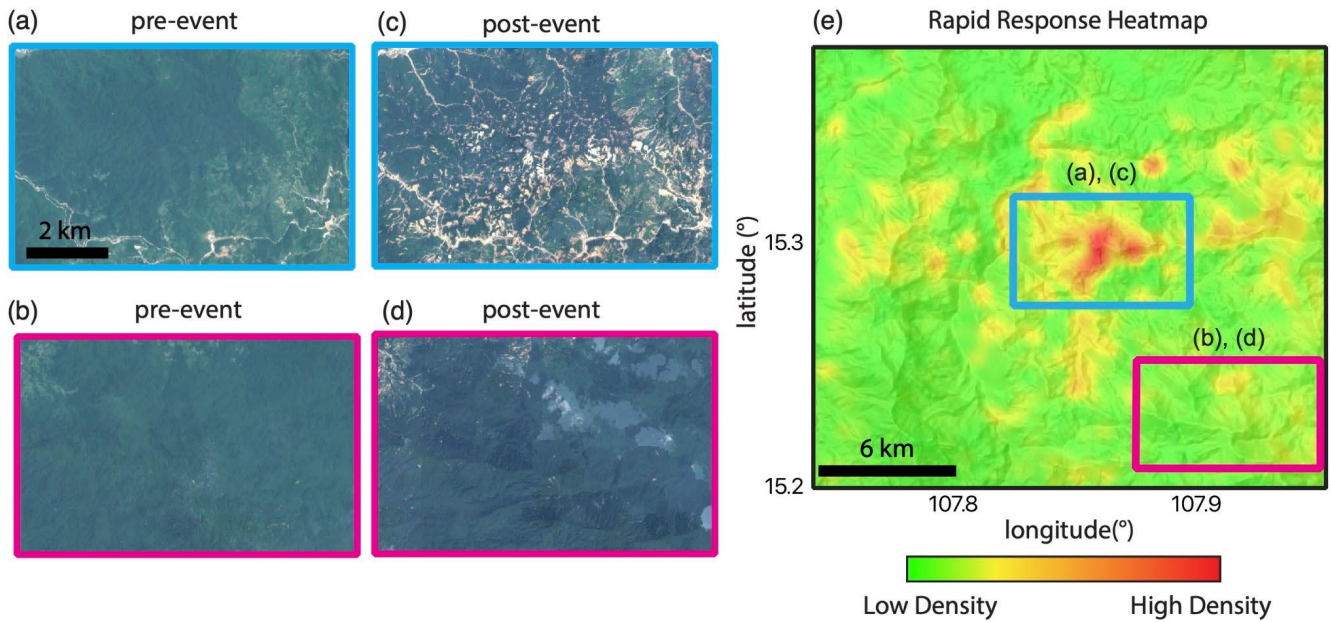 (a) pre-event
(c) post-event
2 km
(b) pre-event
(d) post-event
(e) Rapid Response Heatmap
(a), (c)
(b), (d)
6 km
latitude (°)
15.3
15.2
107.8 107.9
longitude(°)
Low Density High Density